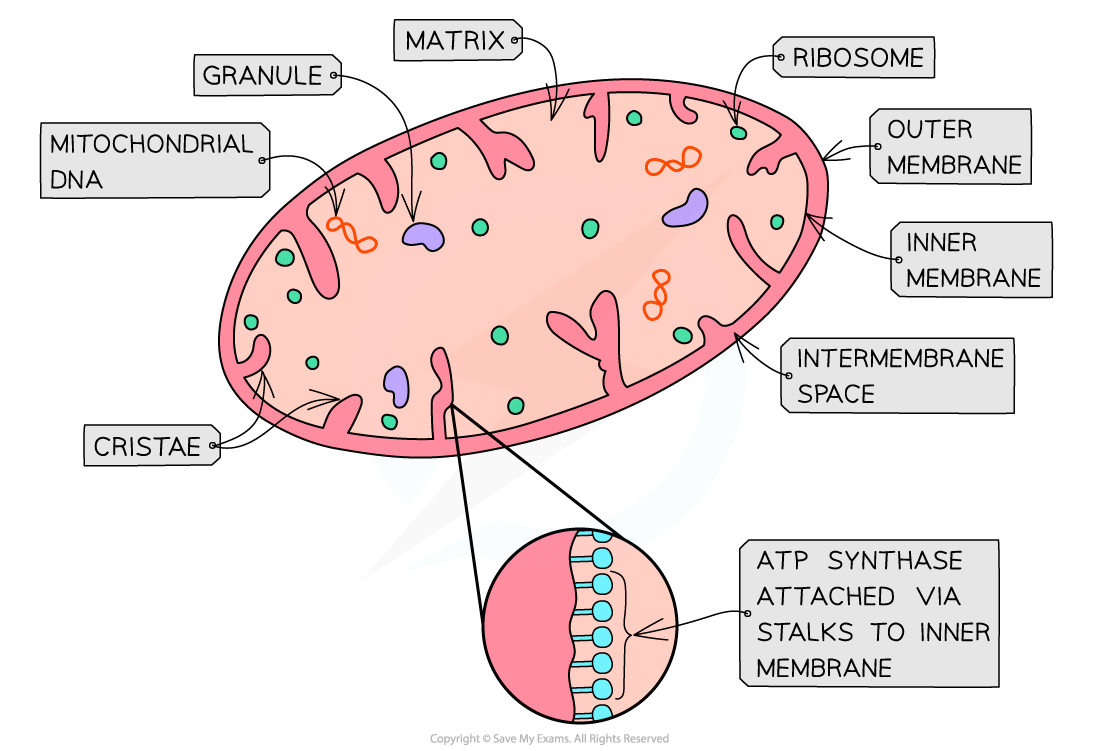 MATRIX
RIBOSOME
GRANULE
OUTER
MEMBRANE
MITOCHONDRIAL
DNA
INNER
MEMBRANE
INTERMEMBRANE
SPACE
CRISTAE
ATP SYNTHASE
ATTACHED VIA
STALKS TO INNER
MEMBRANE
Copyright © Save My Exams. All Rights Reserved